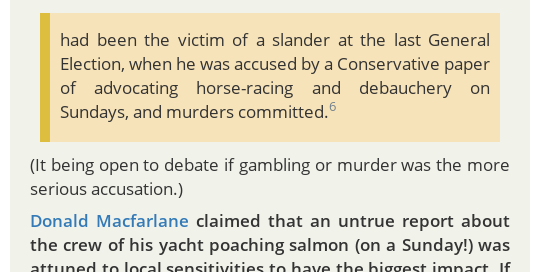 had been the victim of a slander at the last General
Election, when he was accused by a Conservative paper
of advocating horse-racing and debauchery on
Sundays, and murders committed.6
(It being open to debate if gambling or murder was the more
serious accusation.)
Donald Macfarlane claimed that an untrue report about
the crew of his yacht poaching salmon (on a Sunday!) was
attuned to local sensitivities to have the biggest impact. If